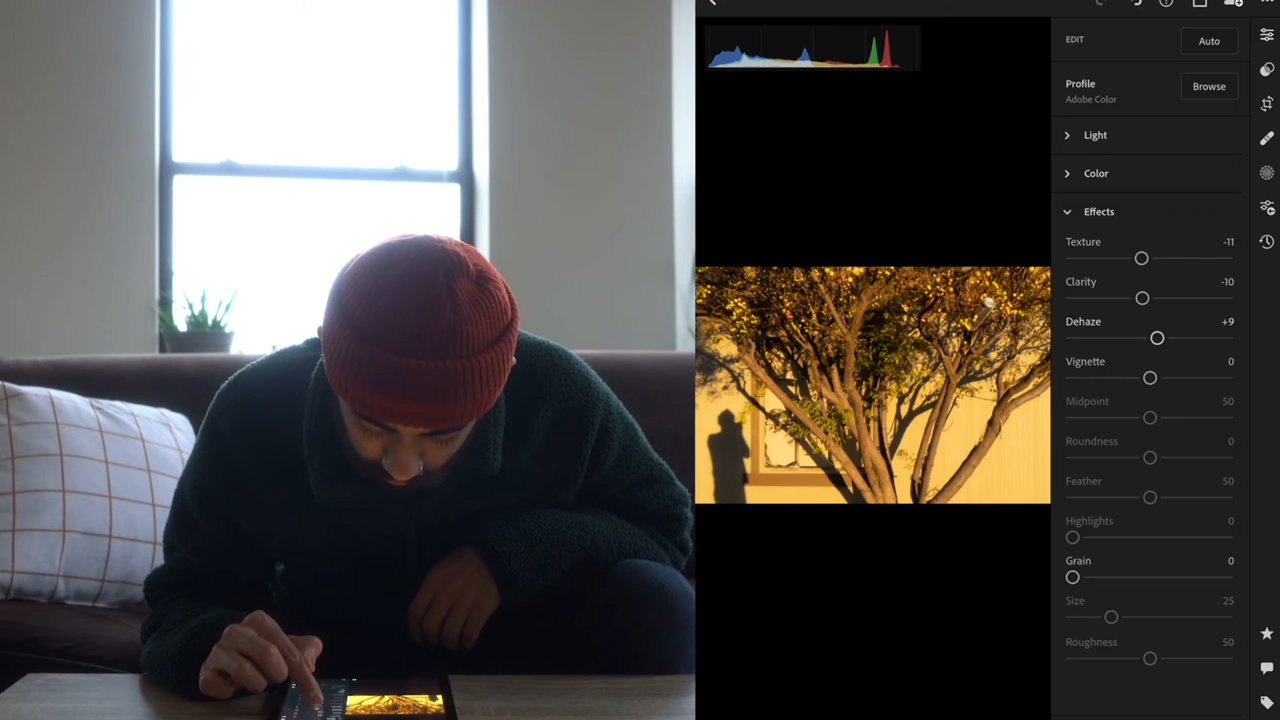 EDIT
Auto
Profile
Adobe Color
Browse
Light
Color
Effects
Texture -11
Clarity -10
Dehaze +9
Vignette 0
Midpoint 50
Roundness 0
Feather 50
Highlights 0
Grain 0
Size 25
Roughness 50